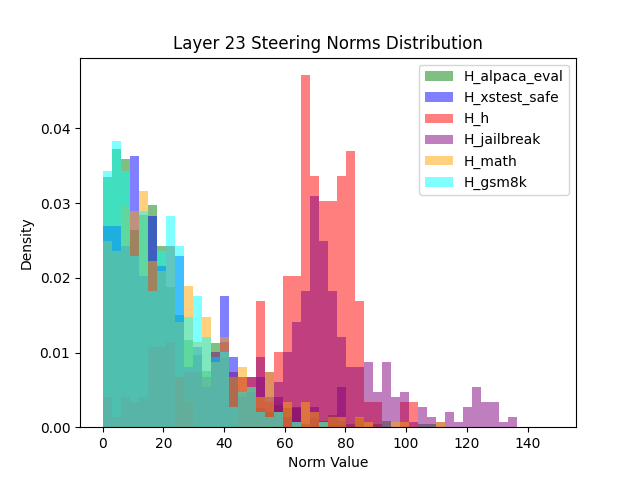 Layer 23 Steering Norms Distribution
H_alpaca_eval
H_xstest_safe
H_h
H_jailbreak
H_math
H_gsm8k
Density
0.04
0.03
0.02
0.01
0.00
0 20 40 60 80 100 120 140
Norm Value